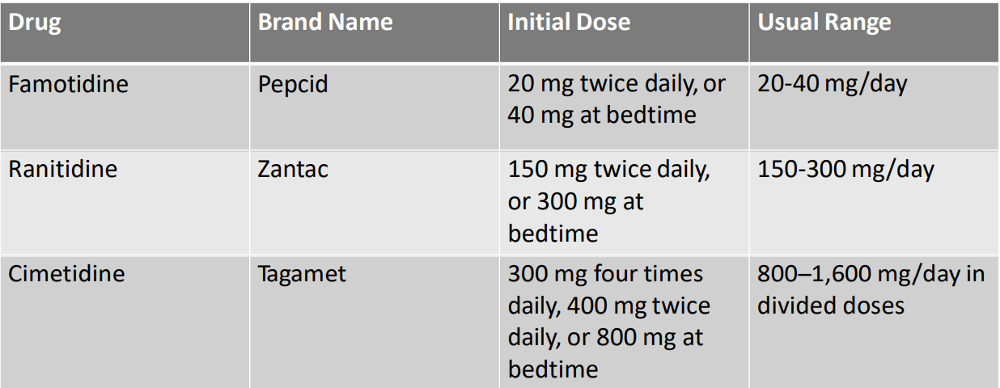 Drug Brand Name Initial Dose Usual Range
Famotidine Pepcid 20 mg twice daily, or 20-40 mg/day
40 mg at bedtime
Ranitidine Zantac 150 mg twice daily, 150-300 mg/day
or 300 mg at
bedtime
Cimetidine Tagamet 300 mg four times 800–1,600 mg/day in
daily, 400 mg twice divided doses
daily, or 800 mg at
bedtime